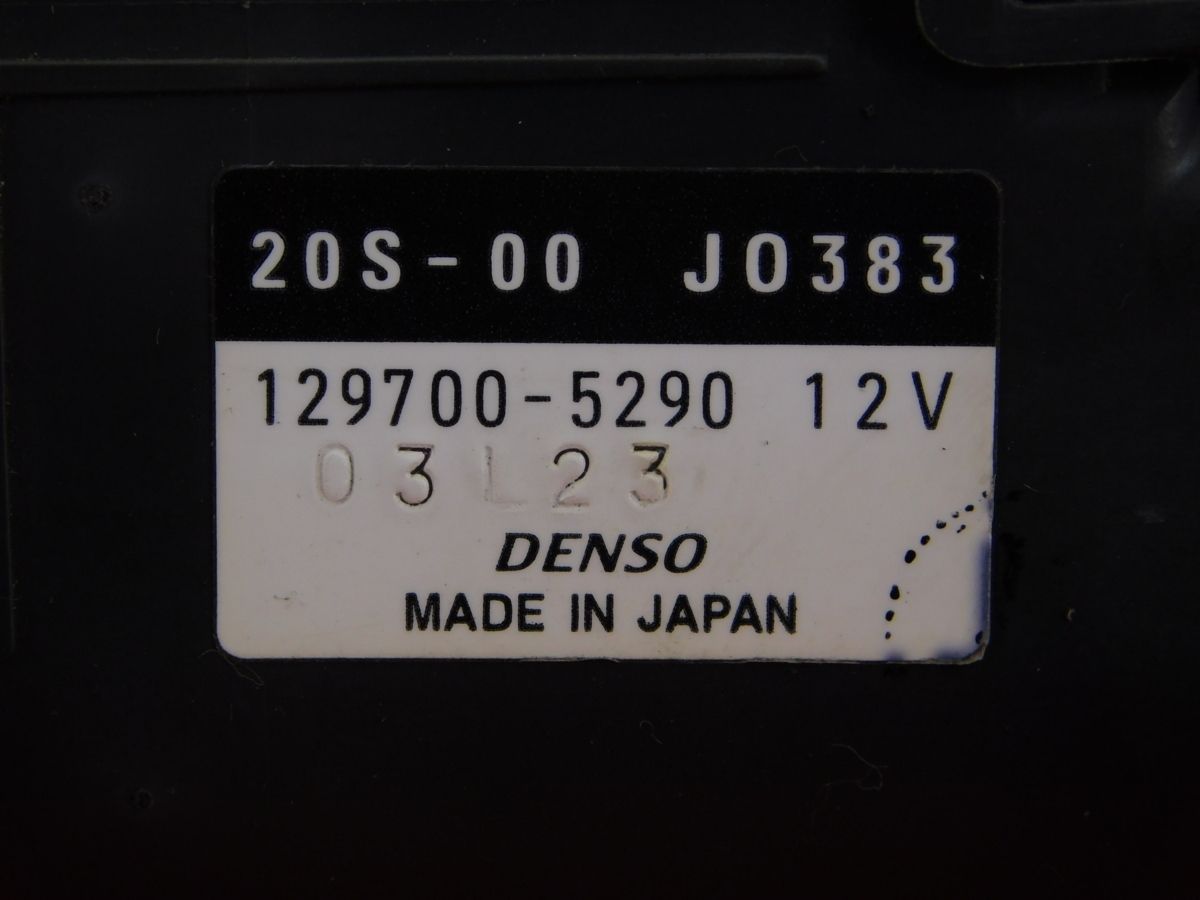 20S-00 J0383
129700-5290 12V
03L23
DENSO
MADE IN JAPAN